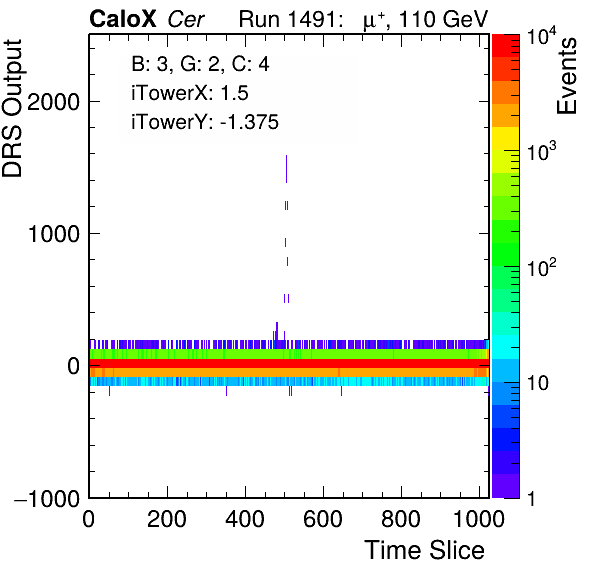 CaloX Cer Run 1491: μ⁺, 110 GeV
B: 3, G: 2, C: 4
iTowerX: 1.5
iTowerY: -1.375
DRS Output
2000
1000
0
−1000
0 200 400 600 800 1000
Time Slice
Events
10⁴
10³
10²
10
1